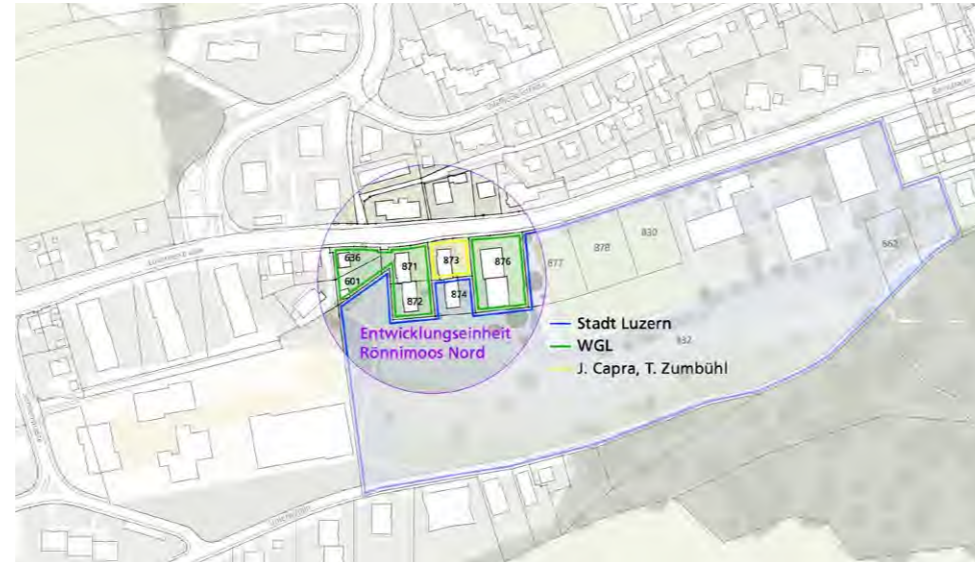 636
601
871
872
873
874
876
877
878
830
662
832
Entwicklungseinheit
Rönnimoos Nord
Stadt Luzern
WGL
J. Capra, T. Zumbühl